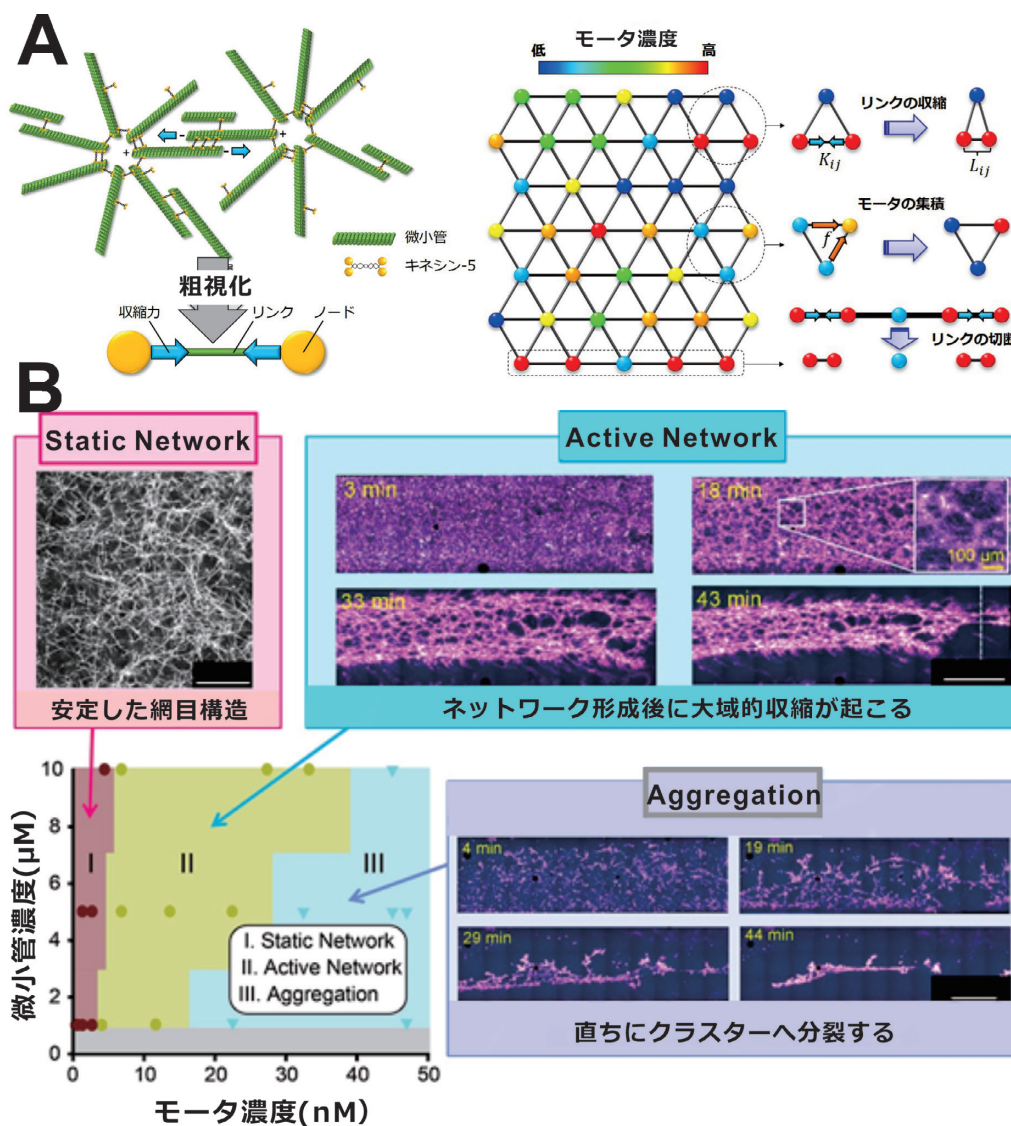 A
モータ濃度
低
高
リンクの収縮
K_{ij}
L_{ij}
モータの集積
f
リンクの切断
- +
+ -
微小管
キネシン-5
粗視化
収縮力
リンク
ノード
B
Static Network
安定した網目構造
Active Network
3 min
18 min
100 µm
33 min
43 min
ネットワーク形成後に大域的収縮が起こる
Aggregation
4 min
19 min
29 min
44 min
直ちにクラスターへ分裂する
微小管濃度(µM)
10
8
6
4
2
0
I
II
III
I. Static Network
II. Active Network
III. Aggregation
0
10
20
30
40
50
モータ濃度(nM)